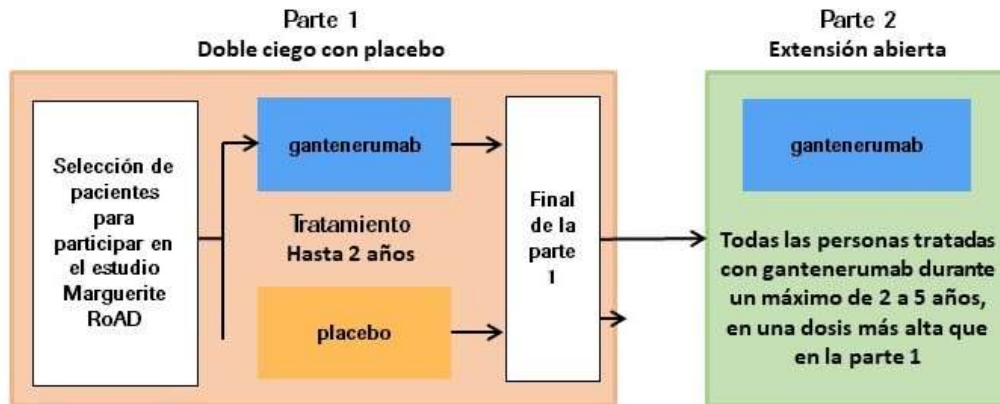 Parte 1
Doble ciego con placebo
Selección de
pacientes
para
participar en
el estudio
Marguerite
RoAD
gantenerumab
Tratamiento
Hasta 2 años
placebo
Final
de la
parte
1
Parte 2
Extensión abierta
gantenerumab
Todas las personas tratadas
con gantenerumab durante
un máximo de 2 a 5 años,
en una dosis más alta que
en la parte 1